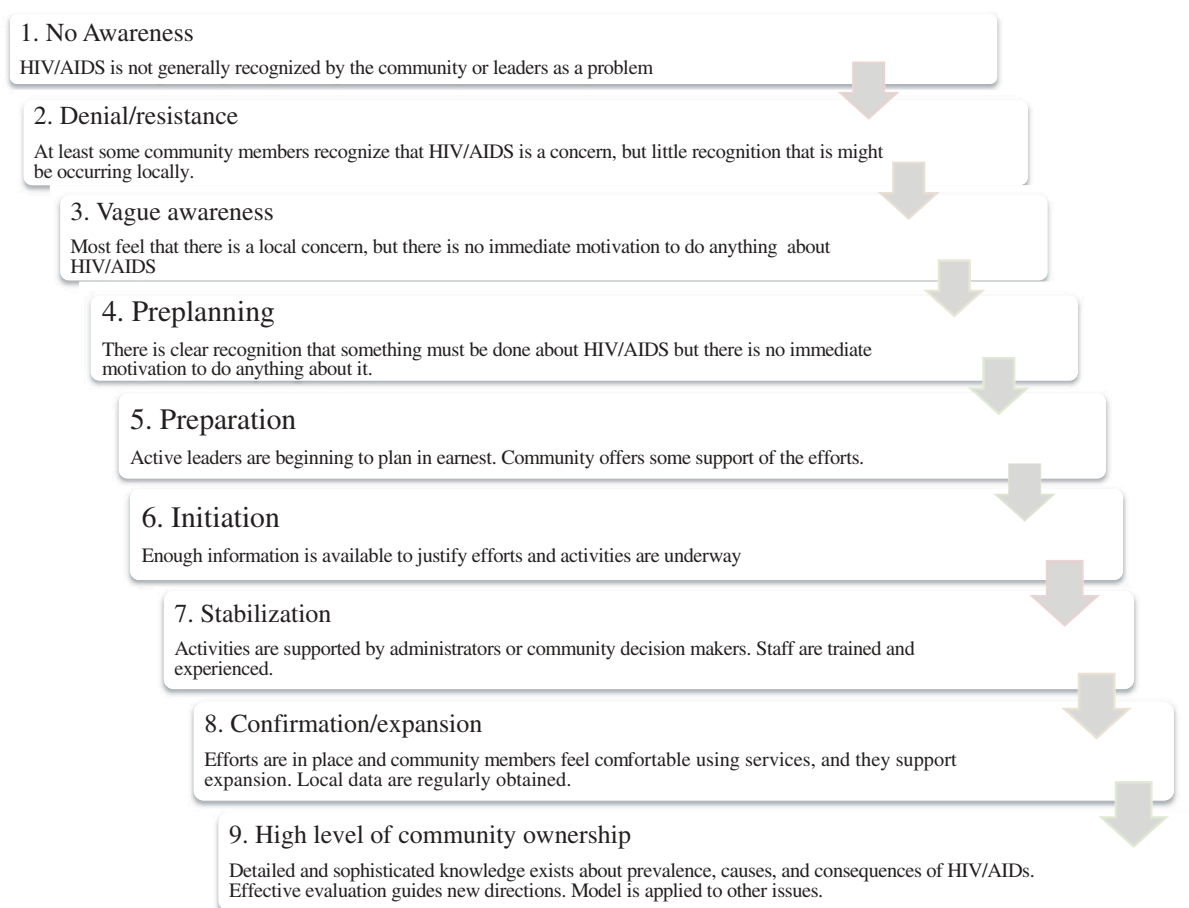 1. No Awareness
HIV/AIDS is not generally recognized by the community or leaders as a problem
2. Denial/resistance
At least some community members recognize that HIV/AIDS is a concern, but little recognition that is might
be occurring locally.
3. Vague awareness
Most feel that there is a local concern, but there is no immediate motivation to do anything about
HIV/AIDS
4. Preplanning
There is clear recognition that something must be done about HIV/AIDS but there is no immediate
motivation to do anything about it.
5. Preparation
Active leaders are beginning to plan in earnest. Community offers some support of the efforts.
6. Initiation
Enough information is available to justify efforts and activities are underway
7. Stabilization
Activities are supported by administrators or community decision makers. Staff are trained and
experienced.
8. Confirmation/expansion
Efforts are in place and community members feel comfortable using services, and they support
expansion. Local data are regularly obtained.
9. High level of community ownership
Detailed and sophisticated knowledge exists about prevalence, causes, and consequences of HIV/AIDs.
Effective evaluation guides new directions. Model is applied to other issues.